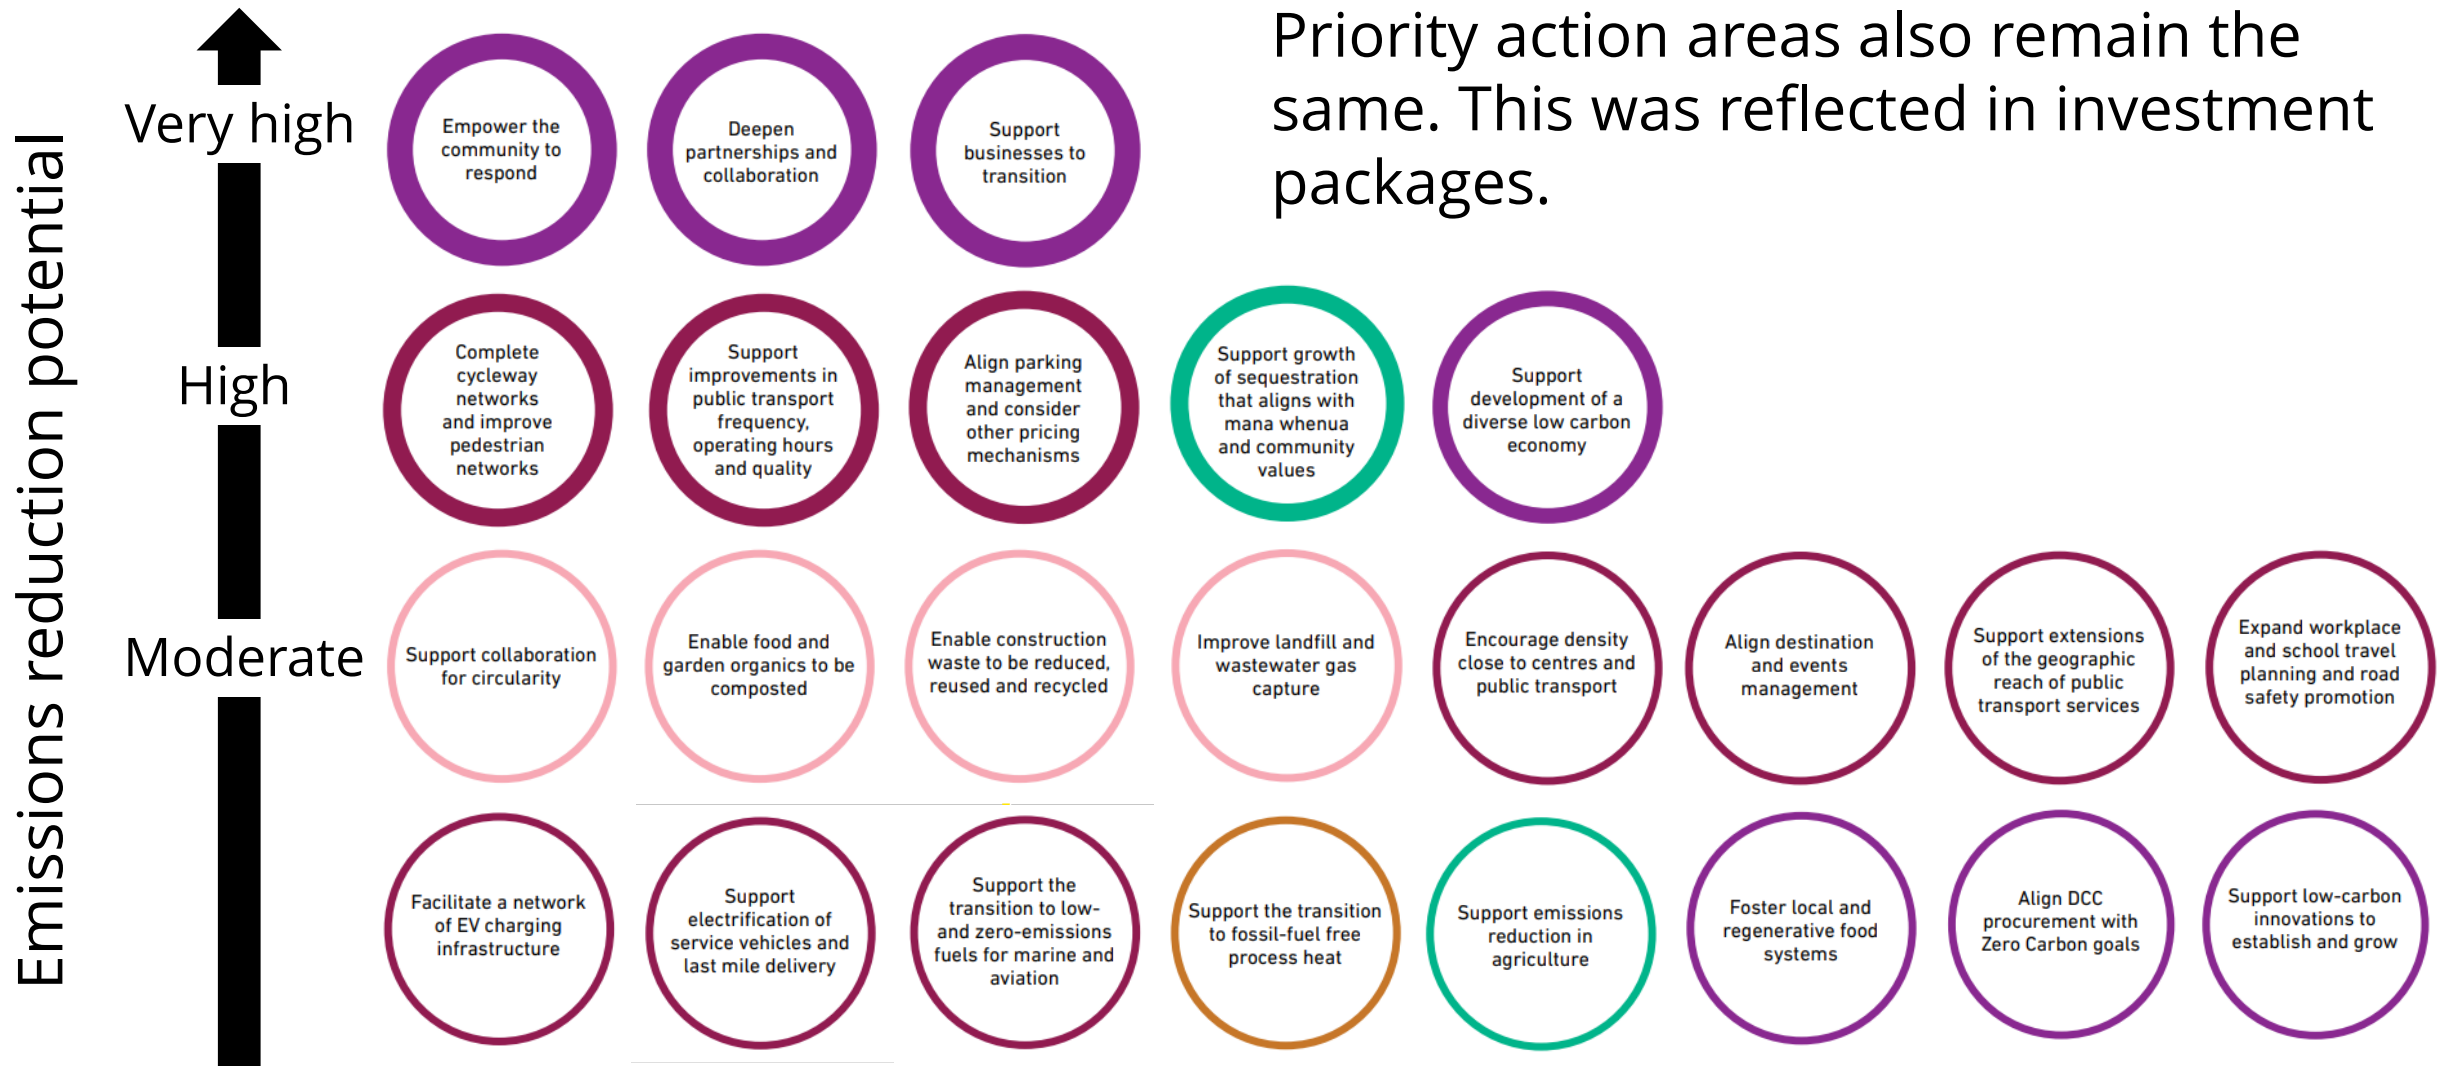 Priority action areas also remain the
same. This was reflected in investment
packages.
Emissions reduction potential
Very high
Empower the
community to
respond
Deepen
partnerships and
collaboration
Support
businesses to
transition
High
Complete
cycleway
networks
and improve
pedestrian
networks
Support
improvements in
public transport
frequency,
operating hours
and quality
Align parking
management
and consider
other pricing
mechanisms
Support growth
of sequestration
that aligns with
mana whenua
and community
values
Support
development of a
diverse low carbon
economy
Moderate
Support collaboration
for circularity
Enable food and
garden organics to be
composted
Enable construction
waste to be reduced,
reused and recycled
Improve landfill and
wastewater gas
capture
Encourage density
close to centres and
public transport
Align destination
and events
management
Support extensions
of the geographic
reach of public
transport services
Expand workplace
and school travel
planning and road
safety promotion
Facilitate a network
of EV charging
infrastructure
Support
electrification of
service vehicles and
last mile delivery
Support the
transition to low-
and zero-emissions
fuels for marine and
aviation
Support the transition
to fossil-fuel free
process heat
Support emissions
reduction in
agriculture
Foster local and
regenerative food
systems
Align DCC
procurement with
Zero Carbon goals
Support low-carbon
innovations to
establish and grow